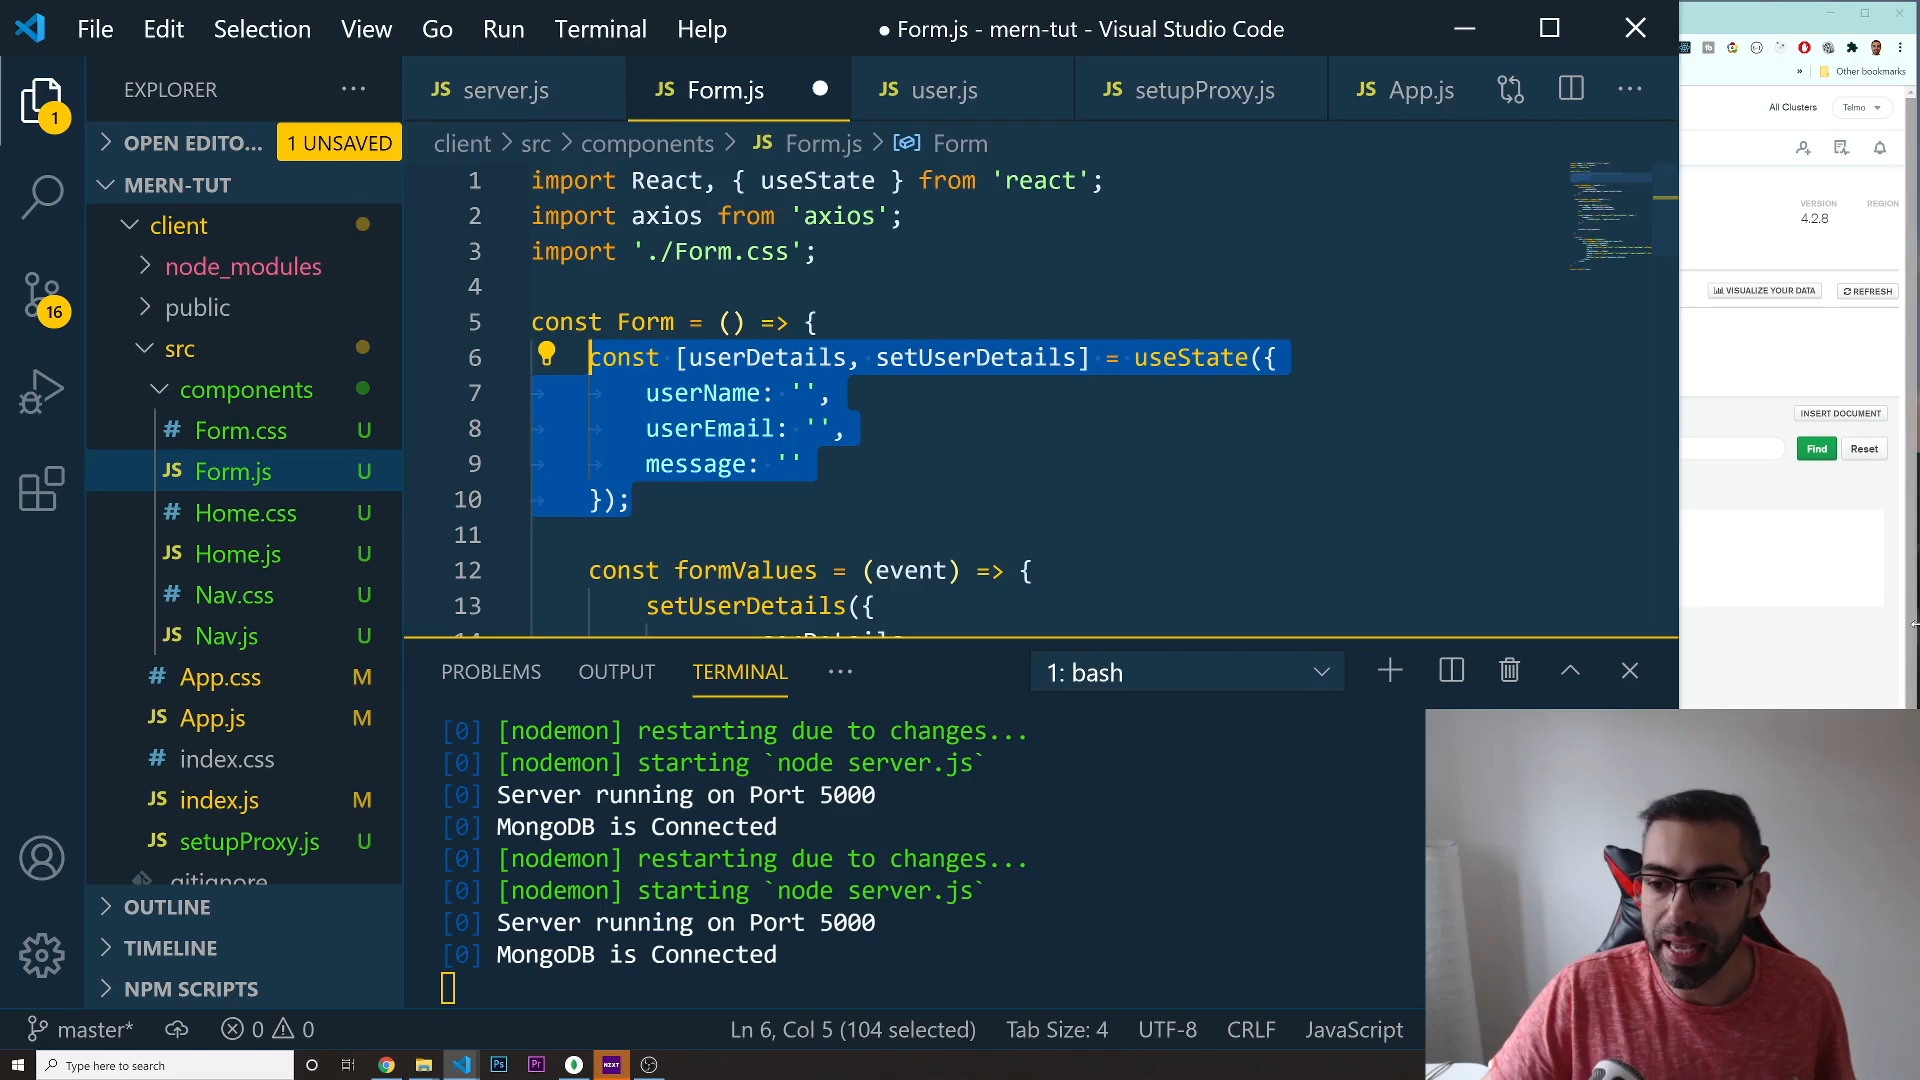 File Edit Selection View Go Run Terminal Help
● Form.js - mern-tut - Visual Studio Code
EXPLORER
OPEN EDITO... 1 UNSAVED
MERN-TUT
client
node_modules
public
src
components
# Form.css U
JS Form.js U
# Home.css U
JS Home.js U
# Nav.css U
JS Nav.js U
# App.css M
JS App.js M
# index.css
JS index.js M
JS setupProxy.js U
.gitignore
OUTLINE
TIMELINE
NPM SCRIPTS
1
16
JS server.js JS Form.js JS user.js JS setupProxy.js JS App.js
client > src > components > JS Form.js > Form
1 import React, { useState } from 'react';
2 import axios from 'axios';
3 import './Form.css';
4
5 const Form = () => {
6 const [userDetails, setUserDetails] = useState({
7 userName: '',
8 userEmail: '',
9 message: ''
10 });
11
12 const formValues = (event) => {
13 setUserDetails({
PROBLEMS OUTPUT TERMINAL 1: bash
[0] [nodemon] restarting due to changes...
[0] [nodemon] starting `node server.js`
[0] Server running on Port 5000
[0] MongoDB is Connected
[0] [nodemon] restarting due to changes...
[0] [nodemon] starting `node server.js`
[0] Server running on Port 5000
[0] MongoDB is Connected
master* 0 0 Ln 6, Col 5 (104 selected) Tab Size: 4 UTF-8 CRLF JavaScript
Type here to search
Ps
Pr
NZXT
» Other bookmarks
All Clusters Telmo
VERSION REGION
4.2.8
VISUALIZE YOUR DATA REFRESH
INSERT DOCUMENT
Find Reset